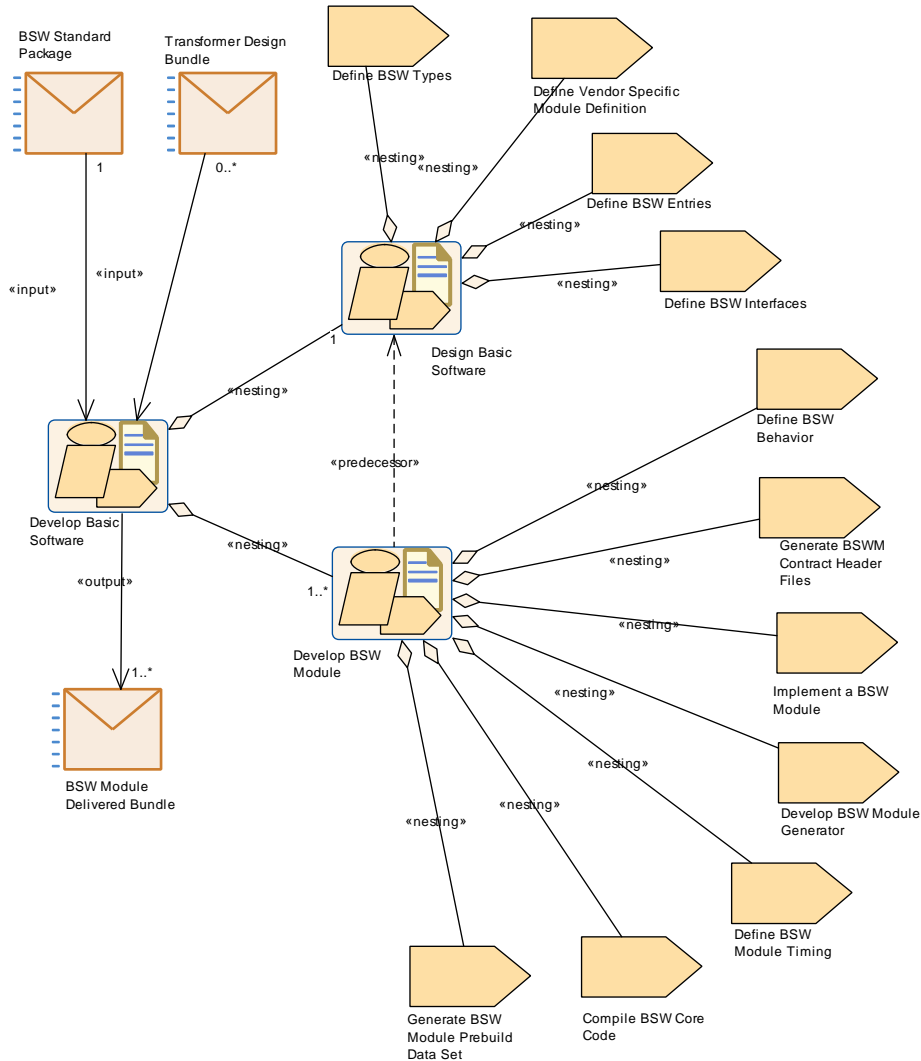 BSW Standard
Package
Transformer Design
Bundle
Define BSW Types
Define Vendor Specific
Module Definition
«nesting»
«nesting»
1
0..*
Define BSW Entries
«nesting»
«input»
«input»
«nesting»
Define BSW Interfaces
1
Design Basic
Software
«nesting»
Define BSW
Behavior
«predecessor»
«nesting»
Develop Basic
Software
«nesting»
«nesting»
Generate BSWM
Contract Header
Files
«output»
1..*
«nesting»
Develop BSW
Module
Implement a BSW
Module
1..*
«nesting»
«nesting»
BSW Module
Delivered Bundle
«nesting»
«nesting»
Develop BSW Module
Generator
Define BSW
Module Timing
Generate BSW
Module Prebuild
Data Set
Compile BSW Core
Code